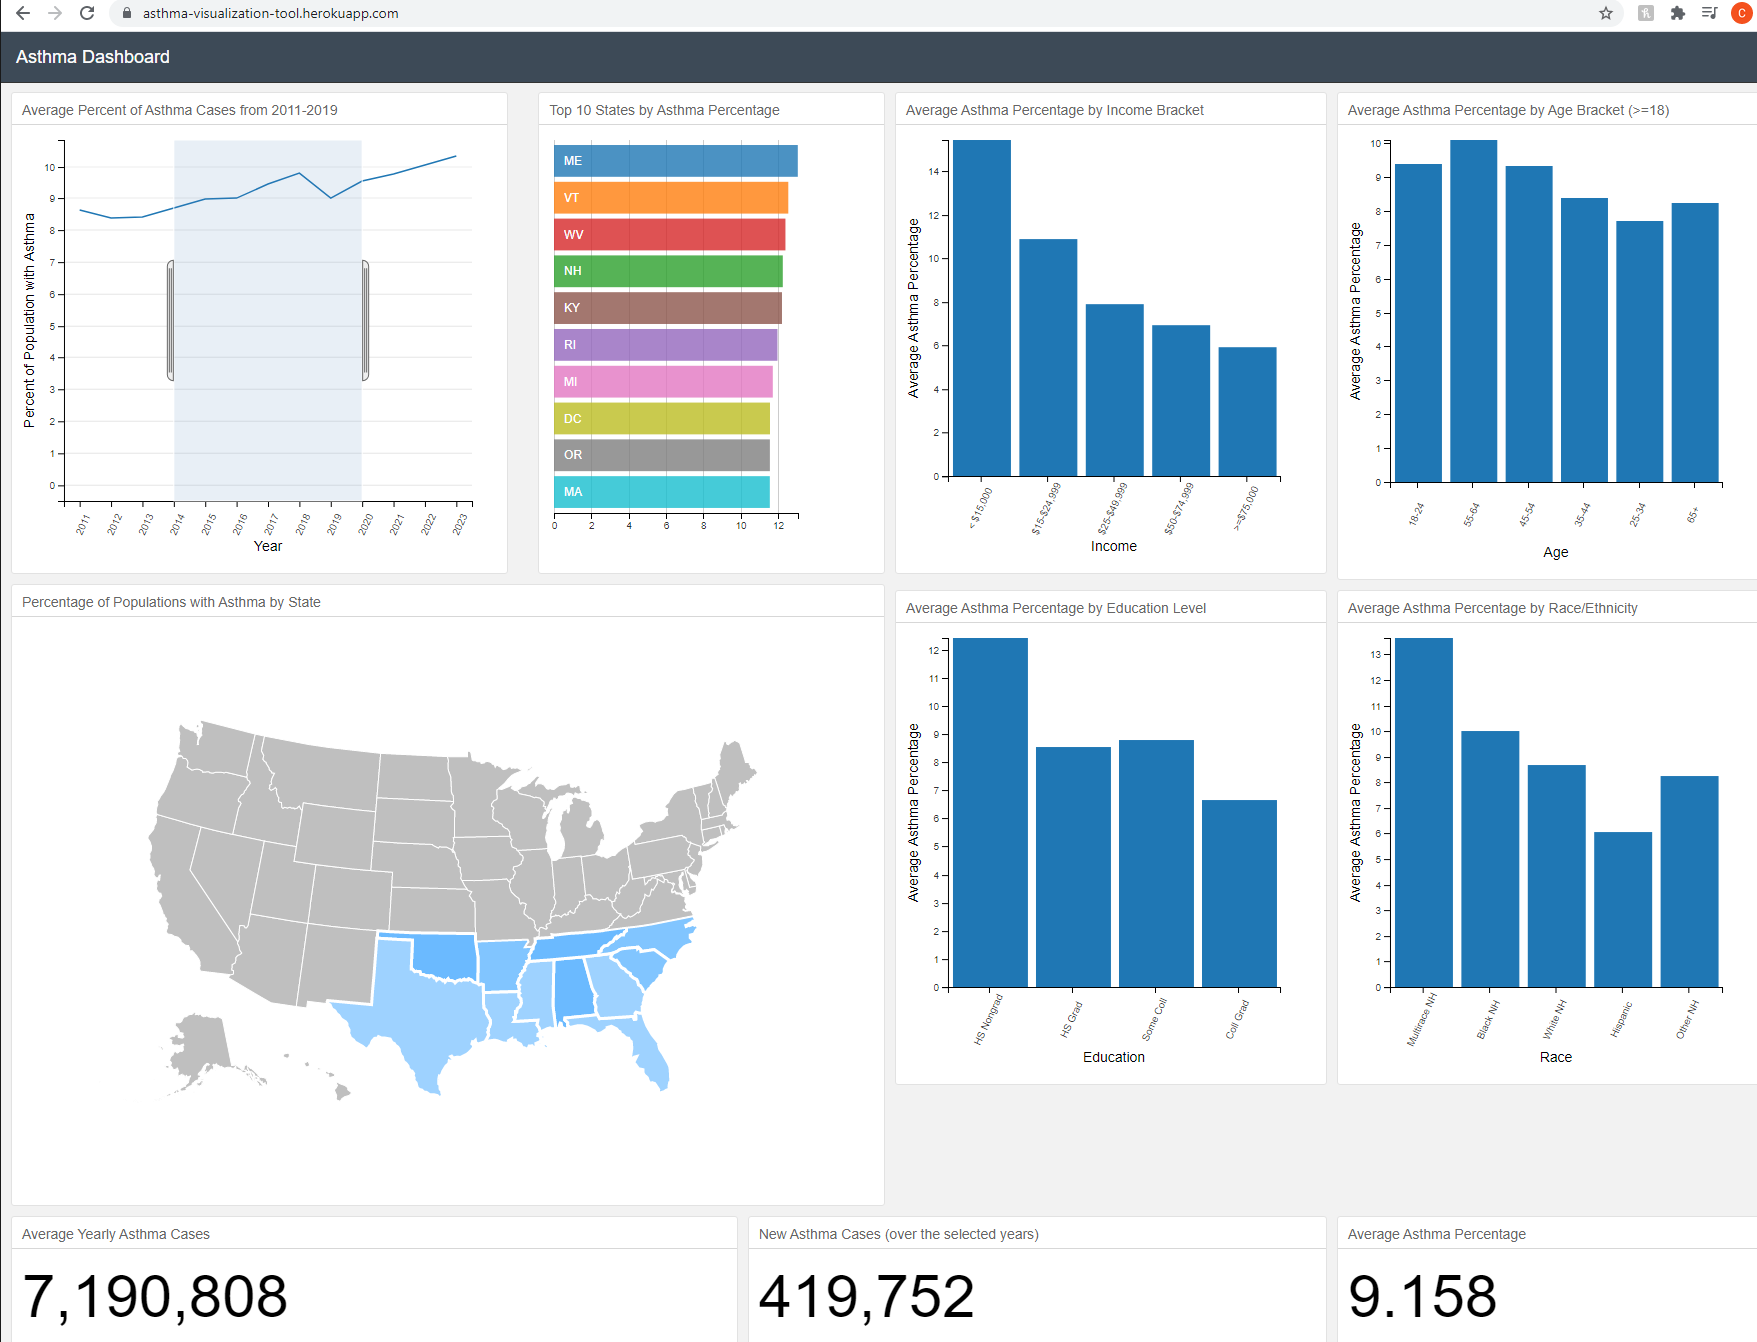 asthma-visualization-tool.herokuapp.com
C
Asthma Dashboard
Average Percent of Asthma Cases from 2011-2019
Percent of Population with Asthma
10
9
8
7
6
5
4
3
2
1
0
2011
2012
2013
2014
2015
2016
2017
2018
2019
2020
2021
2022
2023
Year
Top 10 States by Asthma Percentage
ME
VT
WV
NH
KY
RI
MI
DC
OR
MA
0
2
4
6
8
10
12
Average Asthma Percentage by Income Bracket
Average Asthma Percentage
14
12
10
8
6
4
2
0
< $15,000
$15-$24,999
$25-$49,999
$50-$74,999
>=$75,000
Income
Average Asthma Percentage by Age Bracket (>=18)
Average Asthma Percentage
10
9
8
7
6
5
4
3
2
1
0
18-24
55-64
45-54
35-44
25-34
65+
Age
Percentage of Populations with Asthma by State
Average Asthma Percentage by Education Level
Average Asthma Percentage
12
11
10
9
8
7
6
5
4
3
2
1
0
HS Nongrad
HS Grad
Some Coll
Coll Grad
Education
Average Asthma Percentage by Race/Ethnicity
Average Asthma Percentage
13
12
11
10
9
8
7
6
5
4
3
2
1
0
Multirace NH
Black NH
White NH
Hispanic
Other NH
Race
Average Yearly Asthma Cases
7,190,808
New Asthma Cases (over the selected years)
419,752
Average Asthma Percentage
9.158